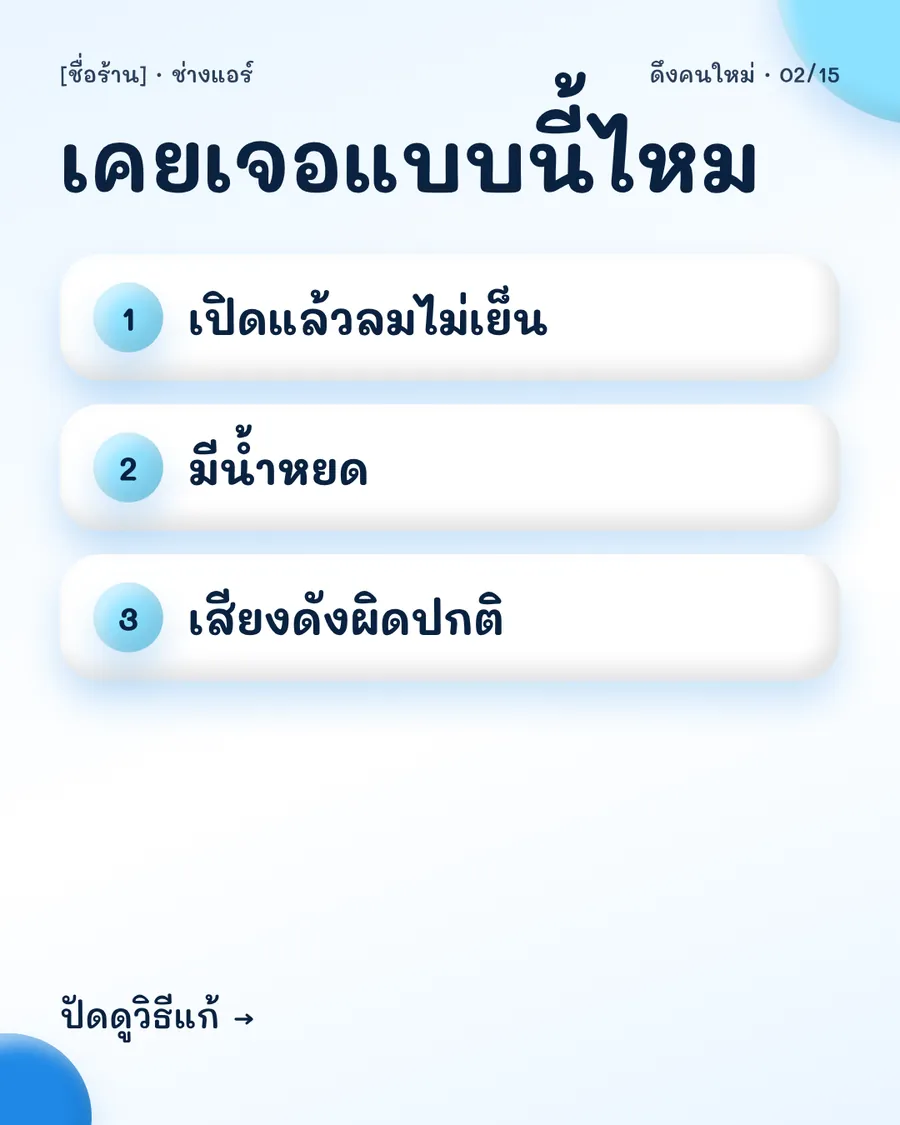 [ชื่อร้าน] · ช่างแอร์
ดึงคนใหม่ · 02/15
เคยเจอแบบนี้ไหม
1 เปิดแล้วลมไม่เย็น
2 มีน้ำหยด
3 เสียงดังผิดปกติ
ปัดดูวิธีแก้ →